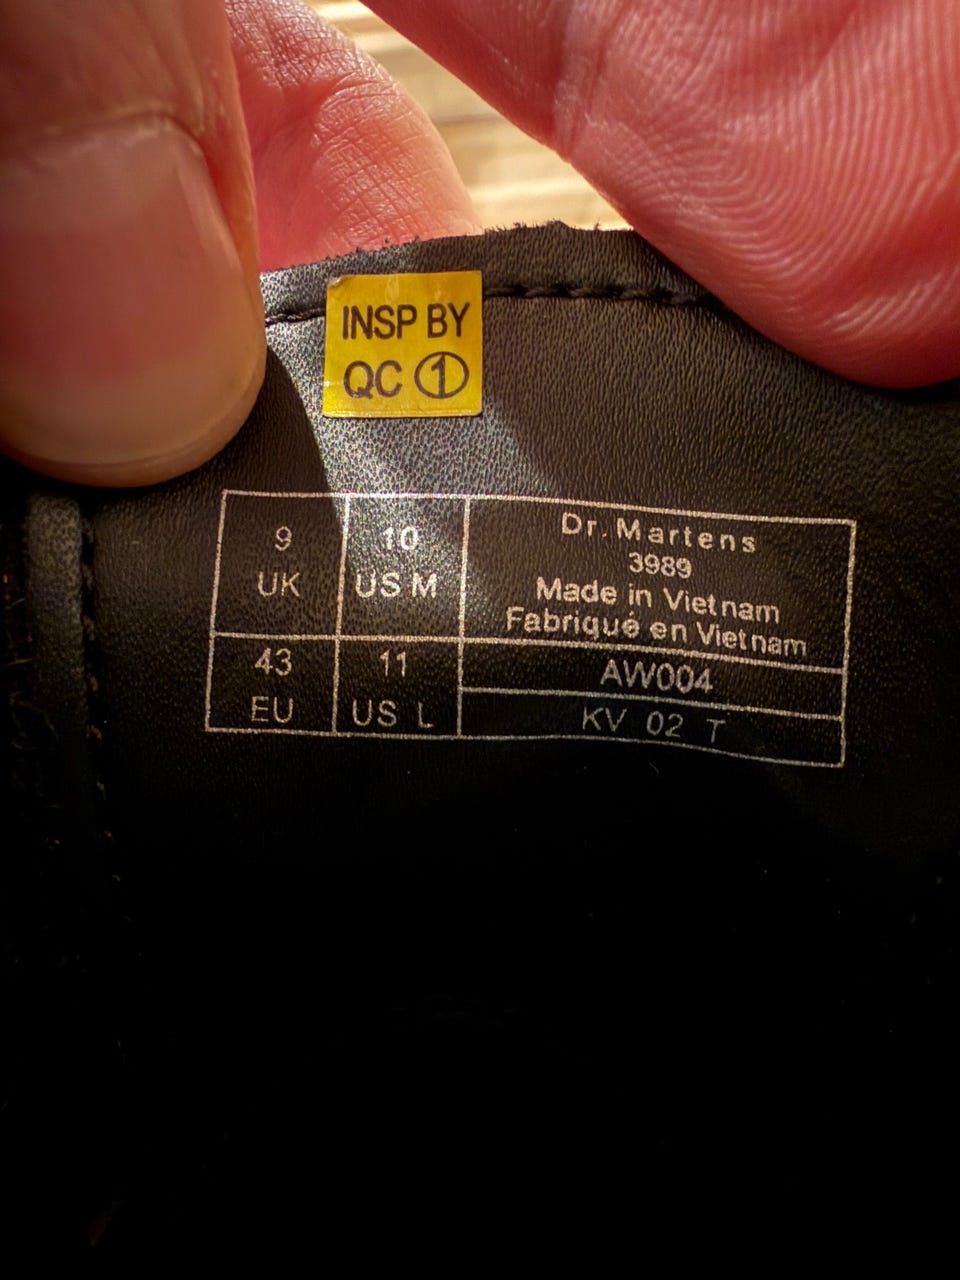 INSP BY
QC ①
9
UK
10
US M
43
EU
11
US L
Dr. Martens
3989
Made in Vietnam
Fabriqué en Vietnam
AW004
KV 02 T